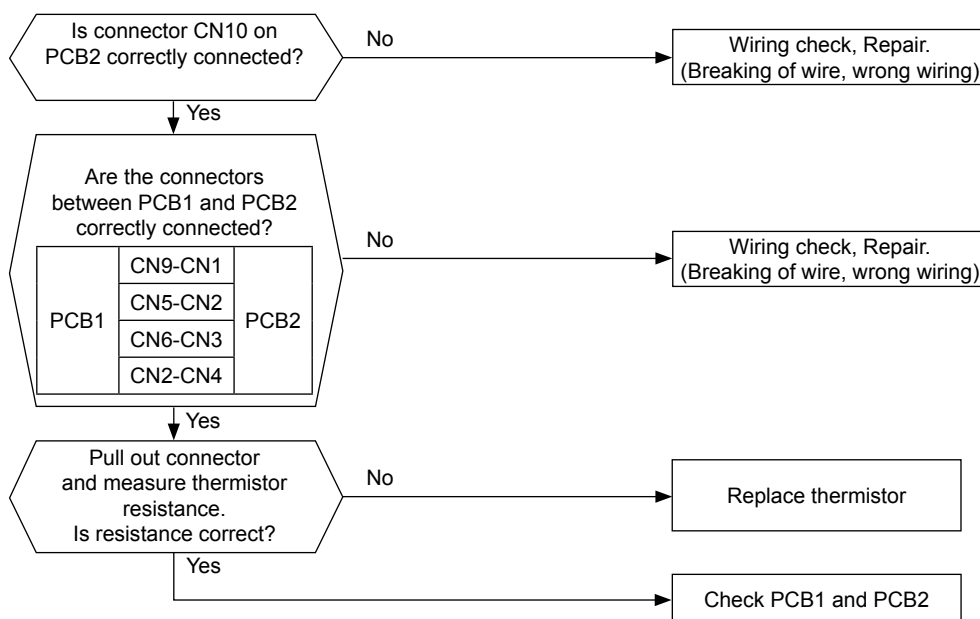 Is connector CN10 on
PCB2 correctly connected?
No
Wiring check, Repair.
(Breaking of wire, wrong wiring)
Yes
Are the connectors
between PCB1 and PCB2
correctly connected?
No
Wiring check, Repair.
(Breaking of wire, wrong wiring)
PCB1
CN9-CN1
CN5-CN2
CN6-CN3
CN2-CN4
PCB2
Yes
Pull out connector
and measure thermistor
resistance.
Is resistance correct?
No
Replace thermistor
Yes
Check PCB1 and PCB2